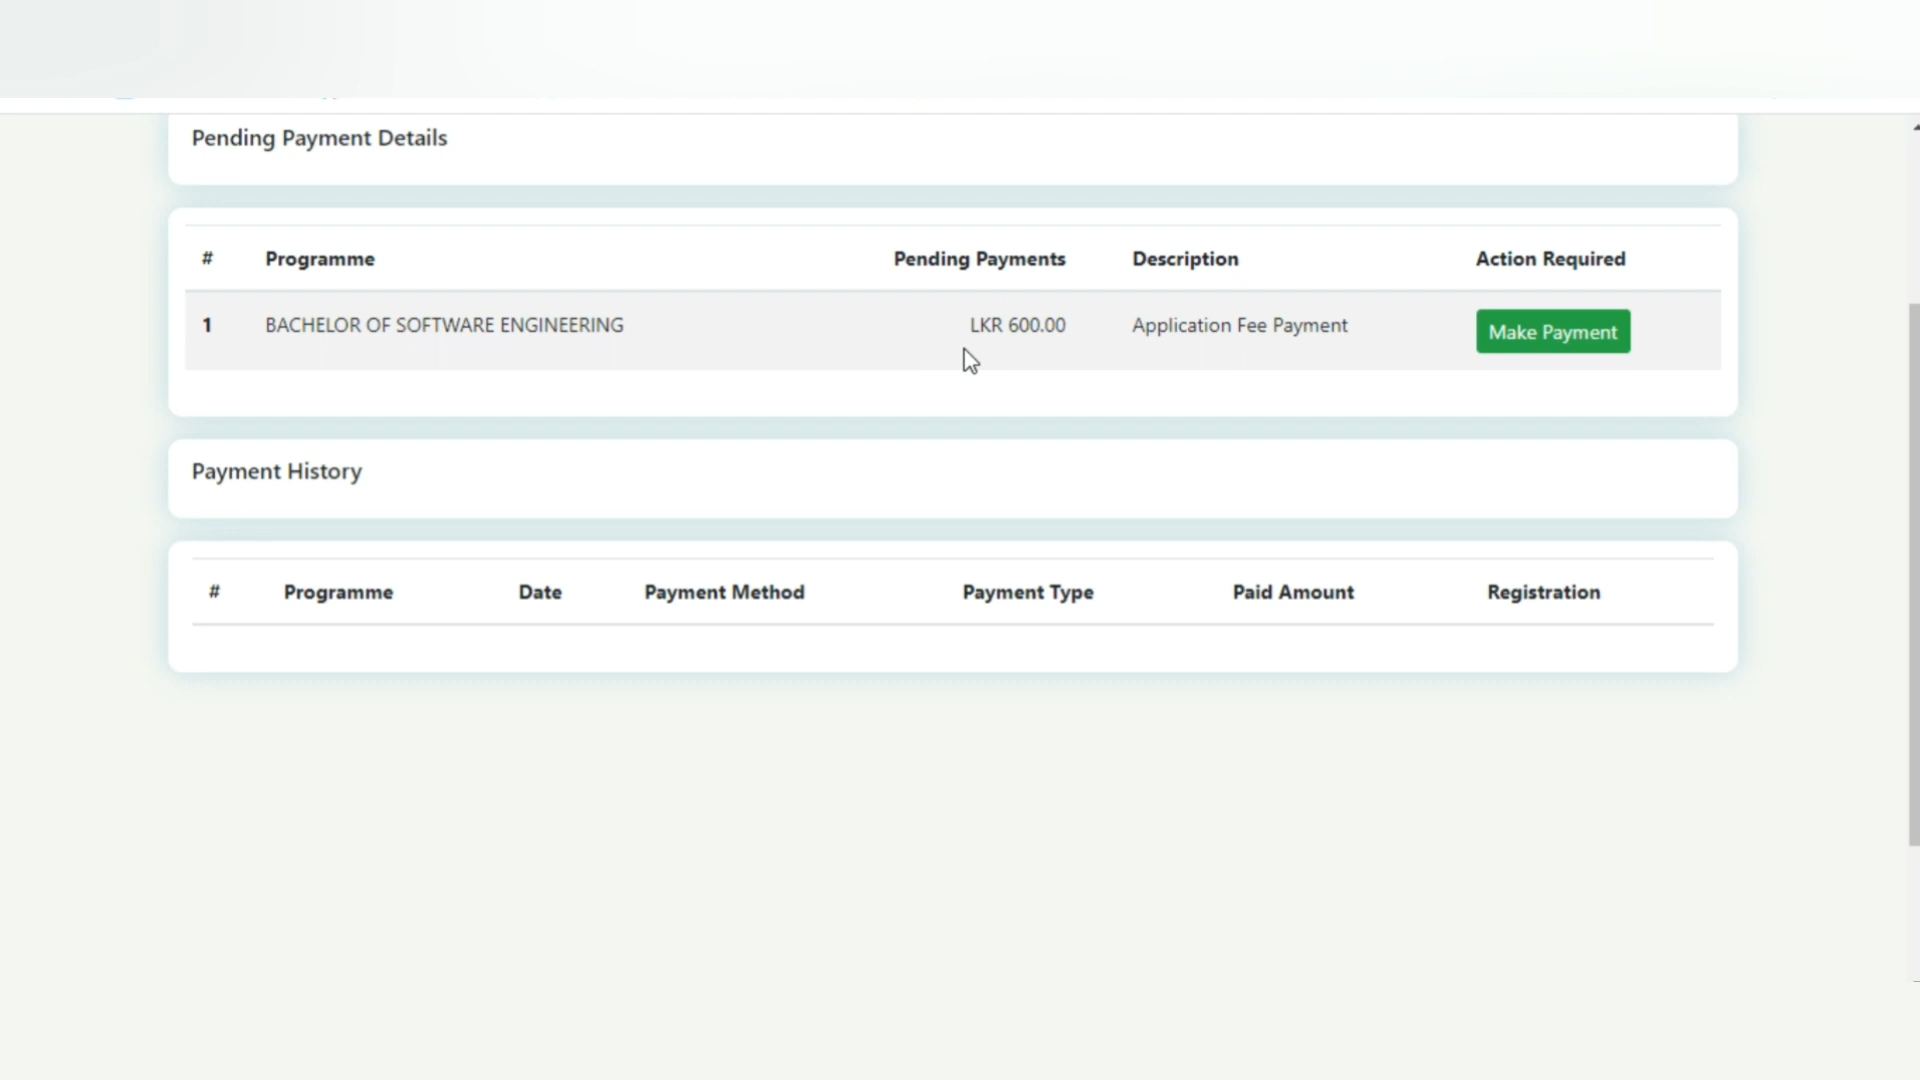 Pending Payment Details
# Programme Pending Payments Description Action Required
1 BACHELOR OF SOFTWARE ENGINEERING LKR 600.00 Application Fee Payment Make Payment
Payment History
# Programme Date Payment Method Payment Type Paid Amount Registration